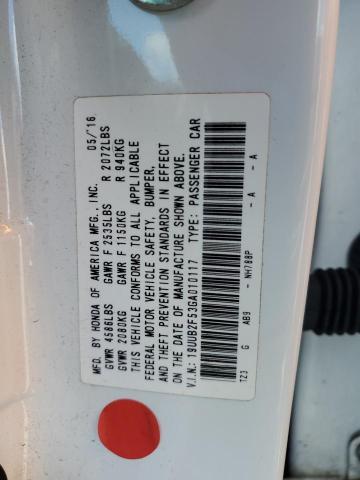 MFD. BY HONDA OF AMERICA MFG., INC. 05/'16
GVWR 4586LBS GAWR F 2535LBS R 2072LBS
GVWR 2080KG GAWR F 1150KG R 940KG
THIS VEHICLE CONFORMS TO ALL APPLICABLE
FEDERAL MOTOR VEHICLE SAFETY, BUMPER,
AND THEFT PREVENTION STANDARDS IN EFFECT
ON THE DATE OF MANUFACTURE SHOWN ABOVE.
V.I.N.: 19UUB2F53GA010117 TYPE: PASSENGER CAR
TZ3 G AB9 - NH788P - A - A